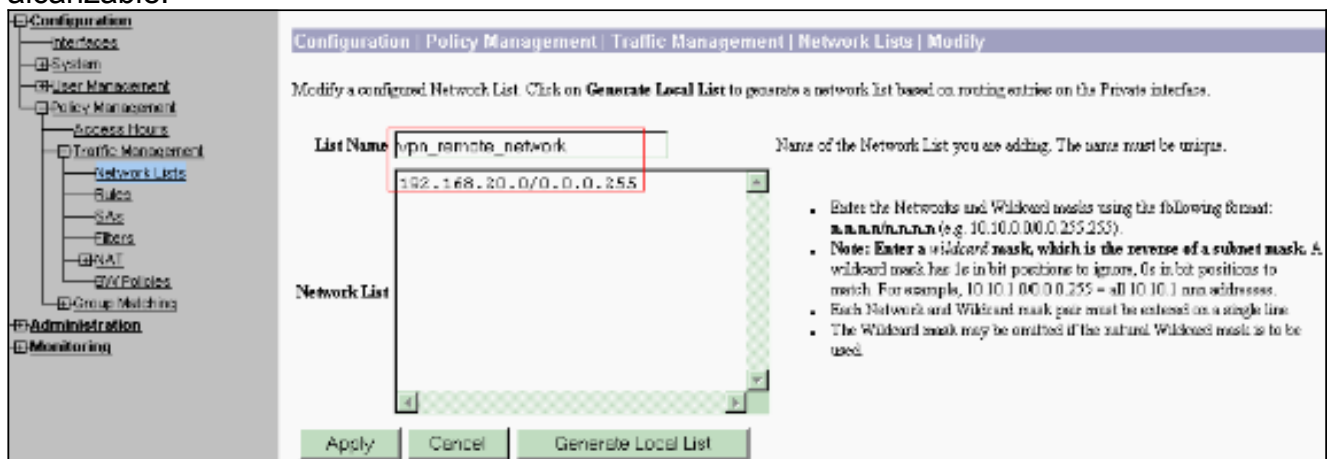 alcanzable.
Configuration
Interfaces
System
User Management
Policy Management
Access Hours
Traffic Management
Network Lists
Rules
SAs
Filters
NAT
BW Policies
Group Matching
Administration
Monitoring
Configuration | Policy Management | Traffic Management | Network Lists | Modify
Modify a configured Network List. Click on Generate Local List to generate a network list based on routing entries on the Private interface.
List Name vpn_remote_network Name of the Network List you are adding. The name must be unique.
192.168.20.0/0.0.0.255
Network List
• Enter the Networks and Wildcard masks using the following format:
n.n.n.n/n.n.n.n (e.g. 10.10.0.0/0.0.255.255).
• Note: Enter a wildcard mask, which is the reverse of a subnet mask. A
wildcard mask has 1s in bit positions to ignore, 0s in bit positions to
match. For example, 10.10.1.0/0.0.0.255 = all 10.10.1.nnn addresses.
• Each Network and Wildcard mask pair must be entered on a single line.
• The Wildcard mask may be omitted if the natural Wildcard mask is to be
used.
Apply Cancel Generate Local List